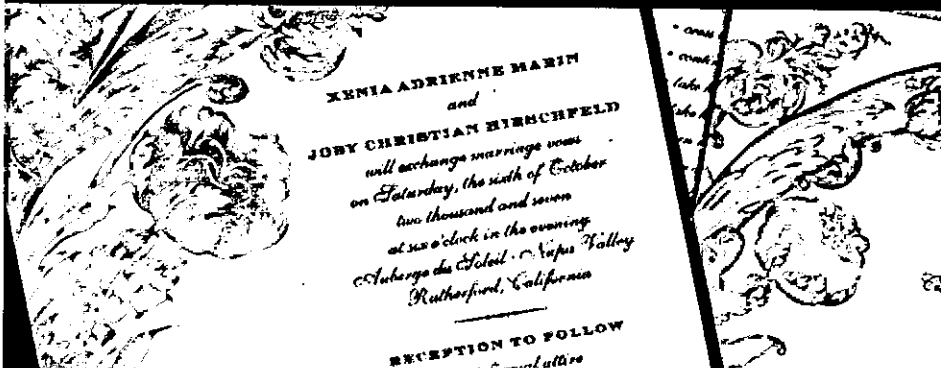 XENIA ADRIENNE MARIN
and
JOBY CHRISTIAN HIRSCHFELD
will exchange marriage vows
on Saturday, the sixth of October
two thousand and seven
at six o'clock in the evening
Auberge du Soleil · Napa Valley
Rutherford, California
RECEPTION TO FOLLOW
attire